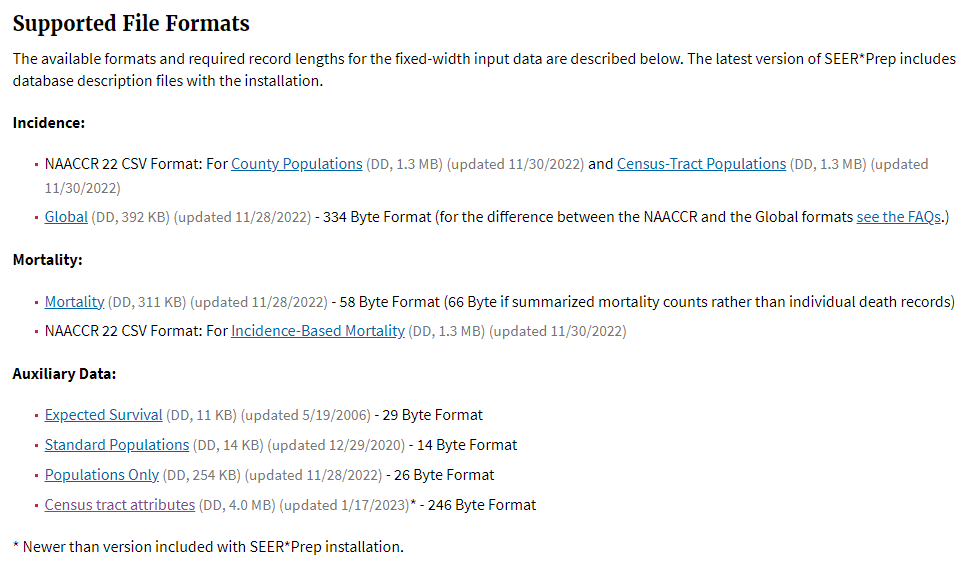 Supported File Formats
The available formats and required record lengths for the fixed-width input data are described below. The latest version of SEER*Prep includes
database description files with the installation.
Incidence:
▪ NAACCR 22 CSV Format: For County Populations (DD, 1.3 MB) (updated 11/30/2022) and Census-Tract Populations (DD, 1.3 MB) (updated
11/30/2022)
▪ Global (DD, 392 KB) (updated 11/28/2022) - 334 Byte Format (for the difference between the NAACCR and the Global formats see the FAQs.)
Mortality:
▪ Mortality (DD, 311 KB) (updated 11/28/2022) - 58 Byte Format (66 Byte if summarized mortality counts rather than individual death records)
▪ NAACCR 22 CSV Format: For Incidence-Based Mortality (DD, 1.3 MB) (updated 11/30/2022)
Auxiliary Data:
▪ Expected Survival (DD, 11 KB) (updated 5/19/2006) - 29 Byte Format
▪ Standard Populations (DD, 14 KB) (updated 12/29/2020) - 14 Byte Format
▪ Populations Only (DD, 254 KB) (updated 11/28/2022) - 26 Byte Format
▪ Census tract attributes (DD, 4.0 MB) (updated 1/17/2023)* - 246 Byte Format
* Newer than version included with SEER*Prep installation.